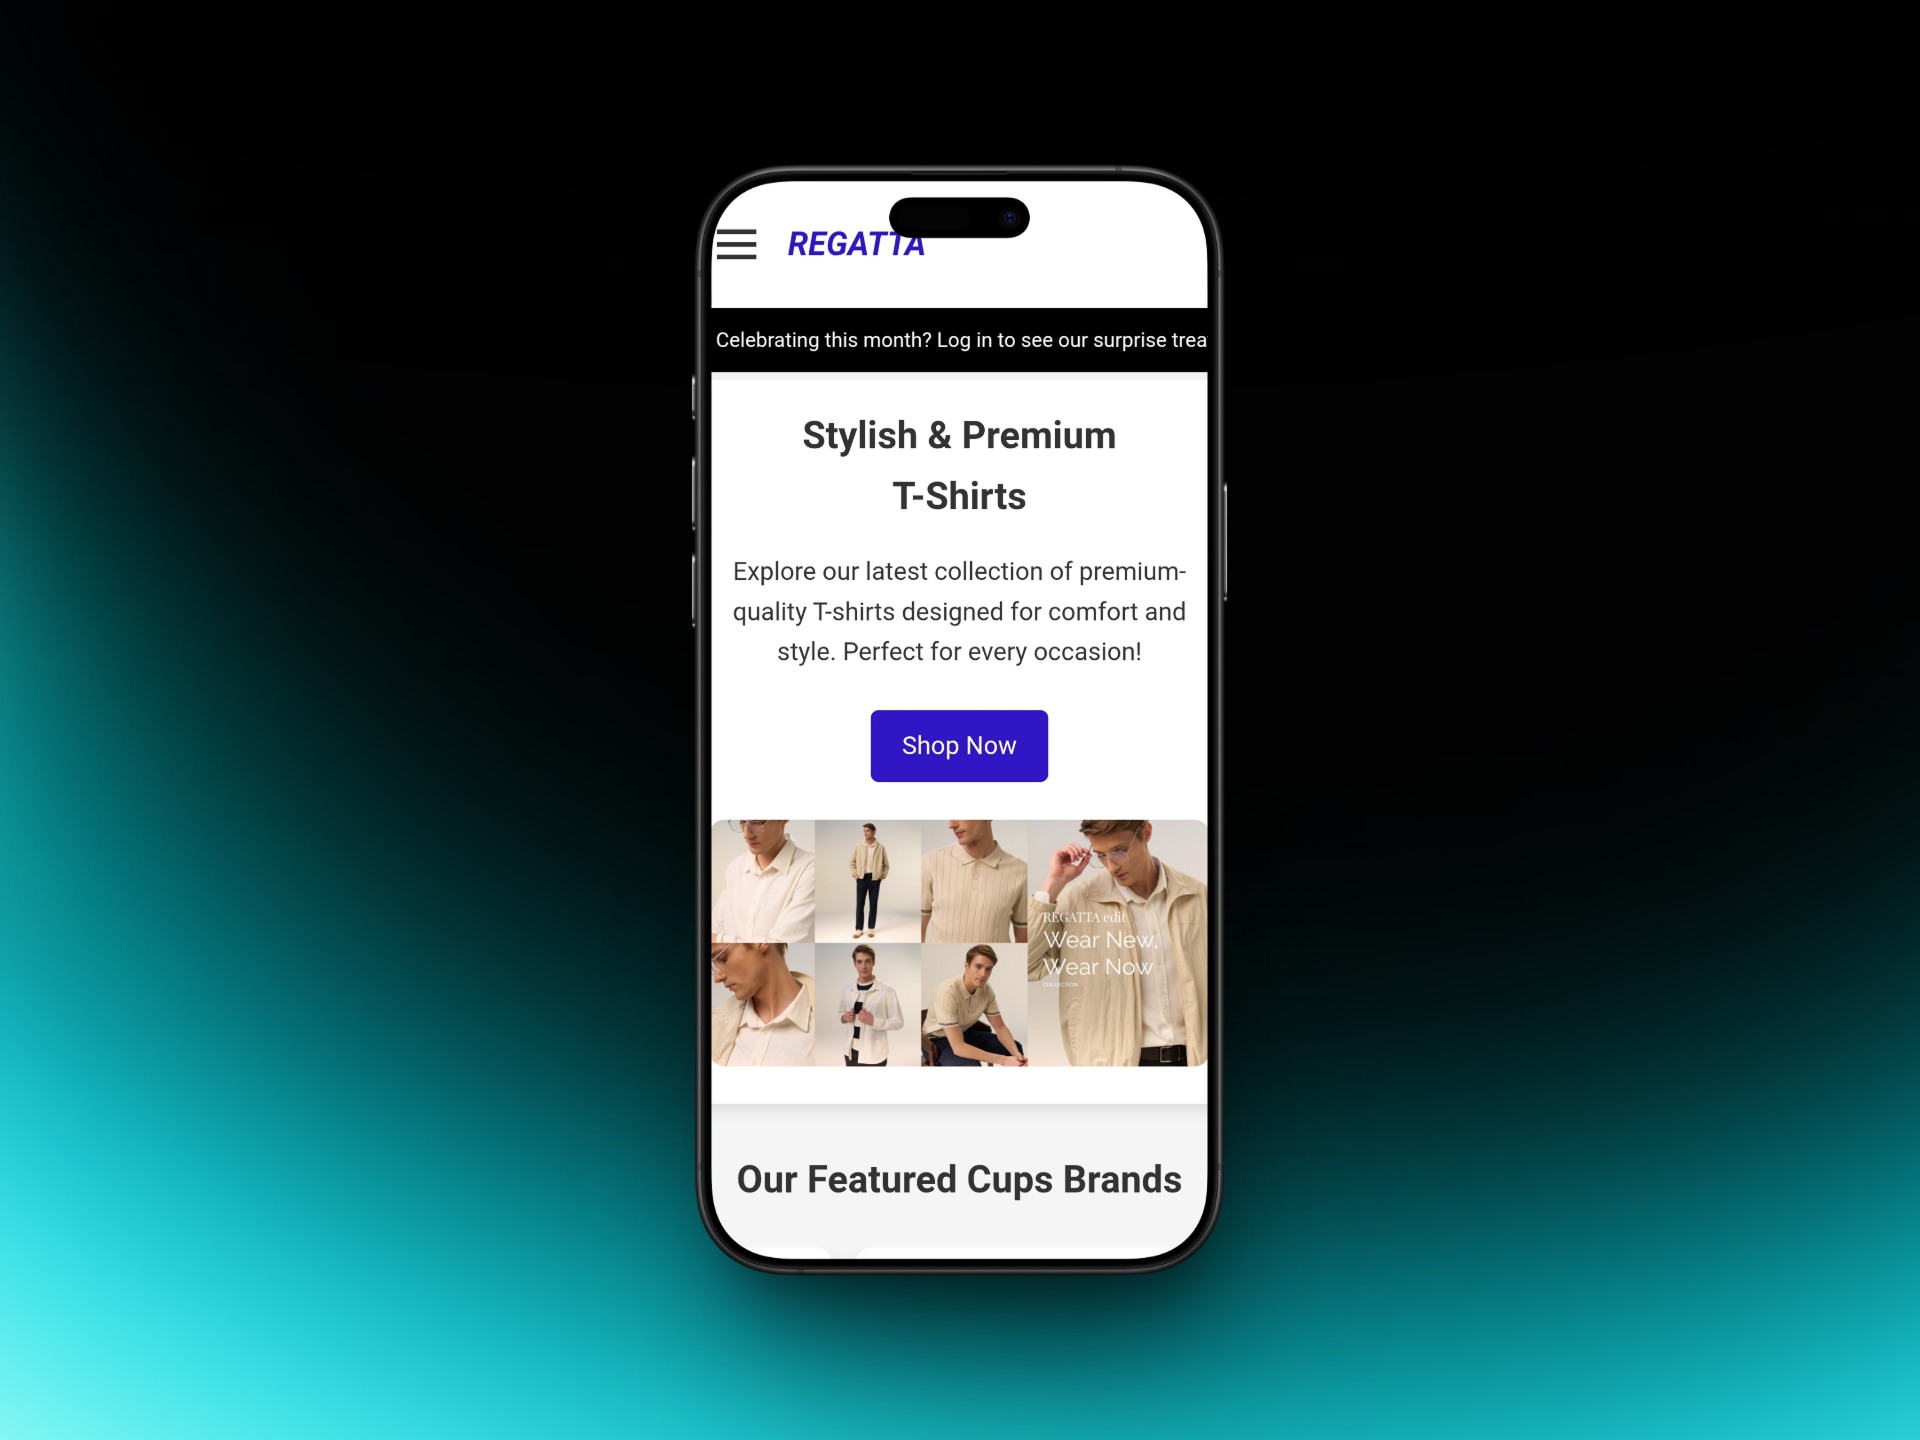 REGATTA
Celebrating this month? Log in to see our surprise trea
Stylish & Premium
T-Shirts
Explore our latest collection of premium-
quality T-shirts designed for comfort and
style. Perfect for every occasion!
Shop Now
REGATTA edit
Wear New,
Wear Now
COLLECTION
Our Featured Cups Brands